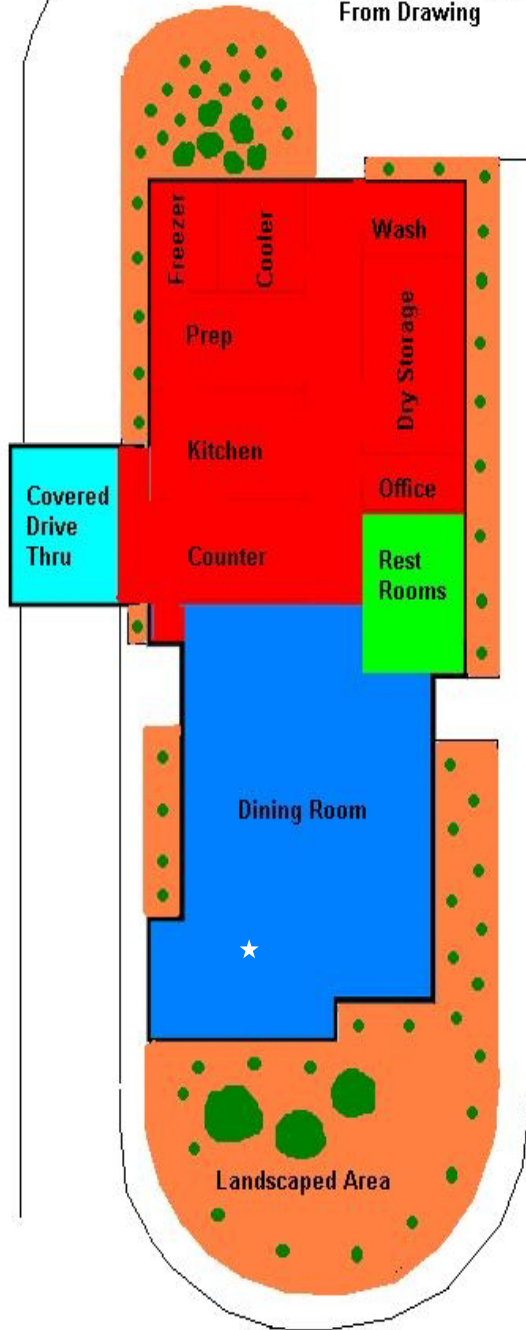 From Drawing
Freezer
Cooler
Wash
Prep
Dry Storage
Kitchen
Office
Covered
Drive
Thru
Counter
Rest
Rooms
Dining Room
Landscaped Area